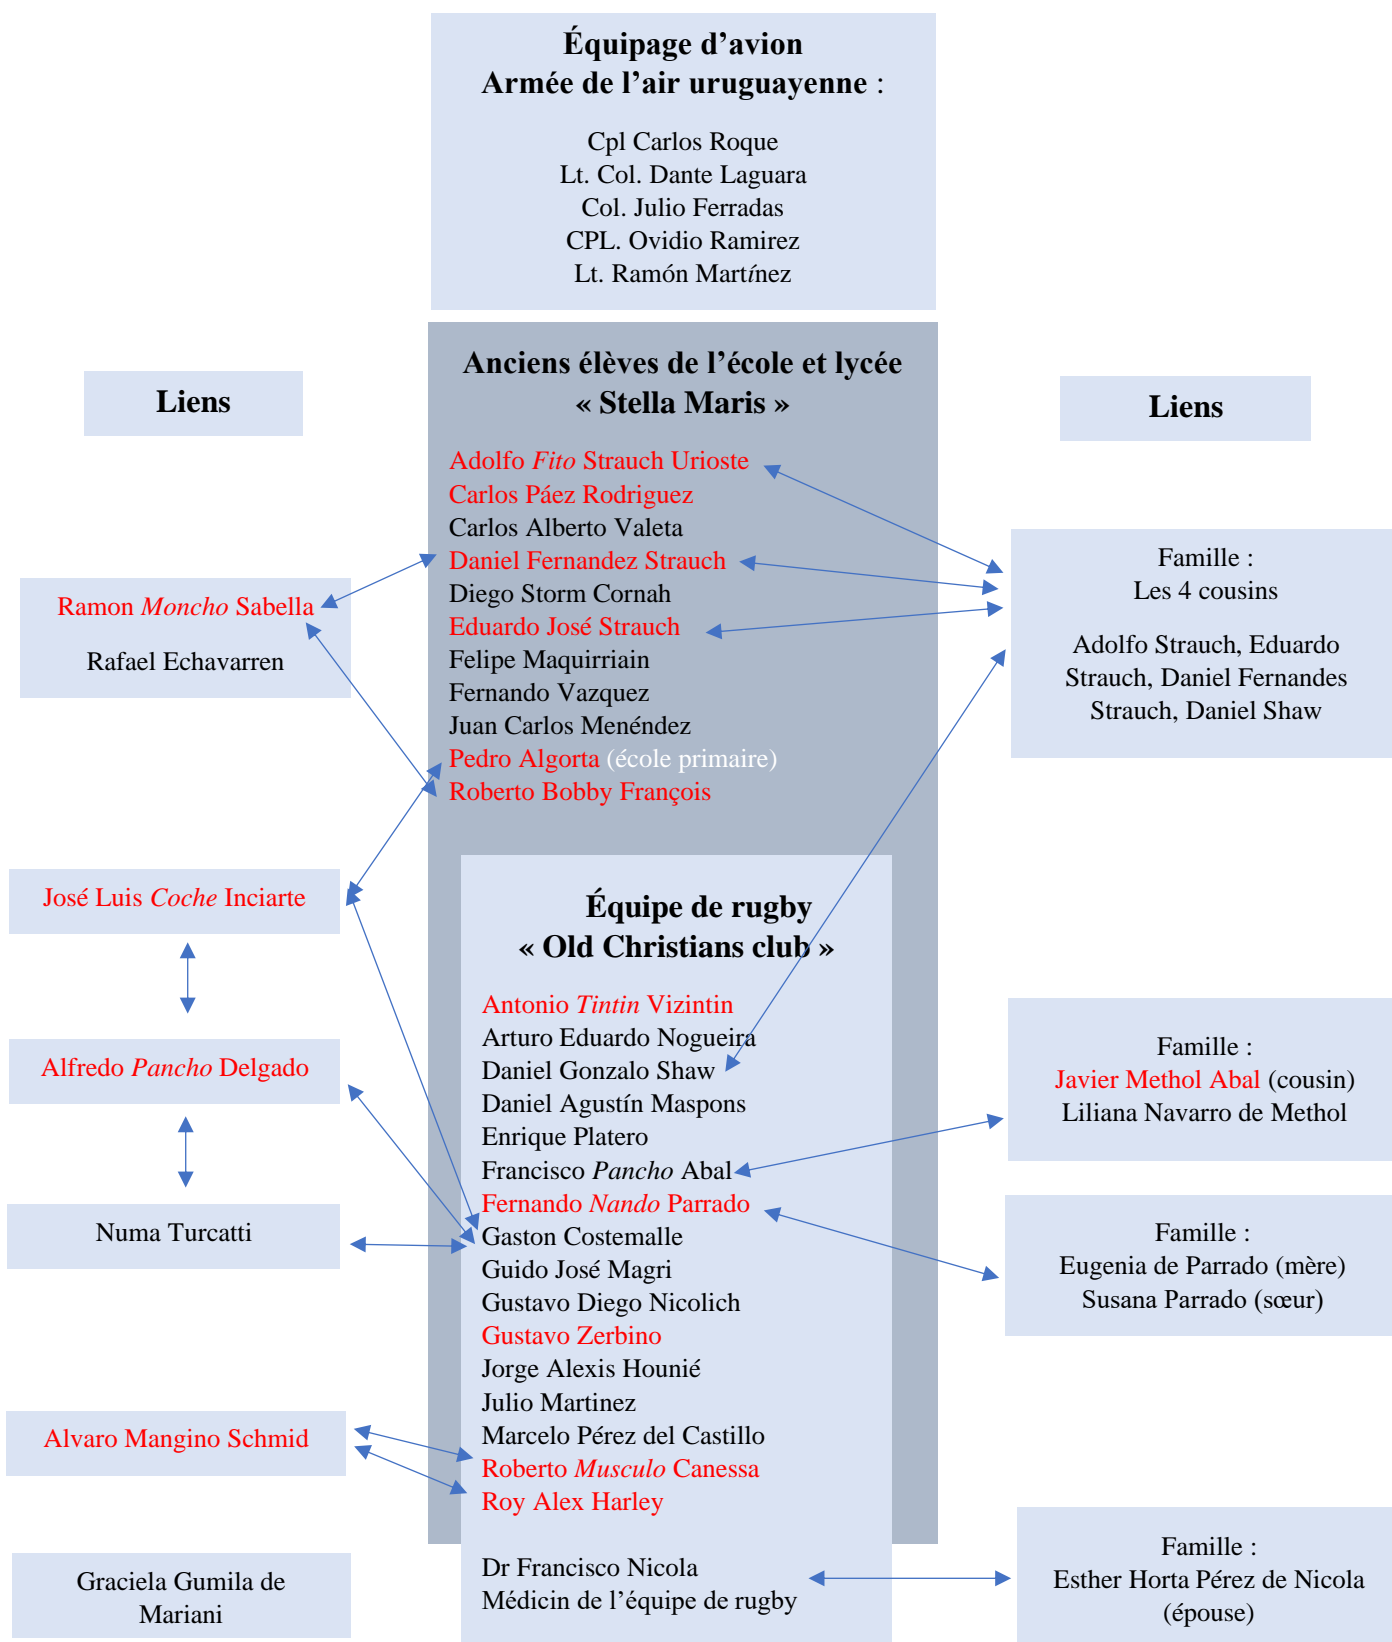 Équipage d’avion
Armée de l’air uruguayenne :
Cpl Carlos Roque
Lt. Col. Dante Laguara
Col. Julio Ferradas
CPL. Ovidio Ramirez
Lt. Ramón Martínez
Liens
Ramon Moncho Sabella
Rafael Echavarren
José Luis Coche Inciarte
Alfredo Pancho Delgado
Numa Turcatti
Alvaro Mangino Schmid
Graciela Gumila de
Mariani
Anciens élèves de l’école et lycée
« Stella Maris »
Adolfo Fito Strauch Urioste
Carlos Páez Rodriguez
Carlos Alberto Valeta
Daniel Fernandez Strauch
Diego Storm Cornah
Eduardo José Strauch
Felipe Maquirriain
Fernando Vazquez
Juan Carlos Menéndez
Pedro Algorta (école primaire)
Roberto Bobby François
Équipe de rugby
« Old Christians club »
Antonio Tintin Vizintin
Arturo Eduardo Nogueira
Daniel Gonzalo Shaw
Daniel Agustín Maspons
Enrique Platero
Francisco Pancho Abal
Fernando Nando Parrado
Gaston Costemalle
Guido José Magri
Gustavo Diego Nicolich
Gustavo Zerbino
Jorge Alexis Hounié
Julio Martinez
Marcelo Pérez del Castillo
Roberto Musculo Canessa
Roy Alex Harley
Dr Francisco Nicola
Médicin de l’équipe de rugby
Liens
Famille :
Les 4 cousins
Adolfo Strauch, Eduardo
Strauch, Daniel Fernandes
Strauch, Daniel Shaw
Famille :
Javier Methol Abal (cousin)
Liliana Navarro de Methol
Famille :
Eugenia de Parrado (mère)
Susana Parrado (sœur)
Famille :
Esther Horta Pérez de Nicola
(épouse)